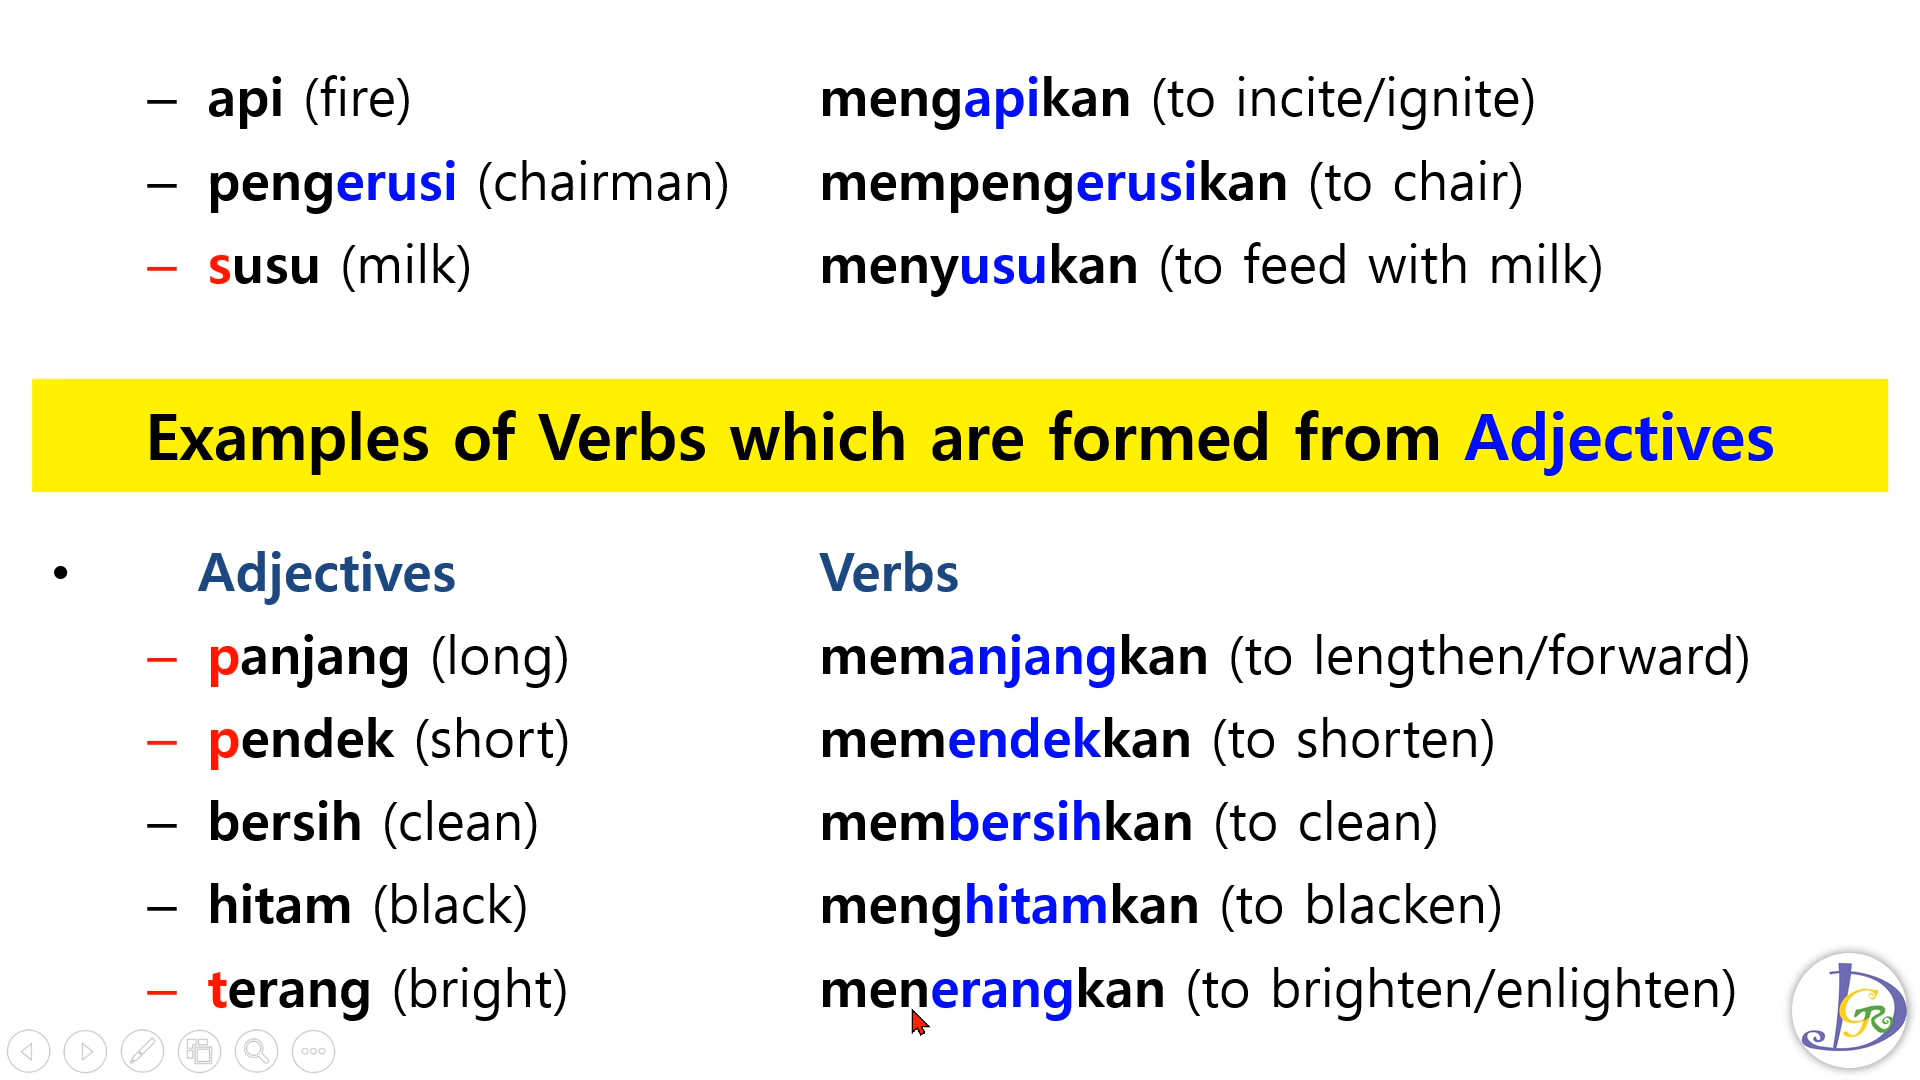 – api (fire) mengapikan (to incite/ignite)
– pengerusi (chairman) mempengerusikan (to chair)
– susu (milk) menyusukan (to feed with milk)
Examples of Verbs which are formed from Adjectives
• Adjectives Verbs
– panjang (long) memanjangkan (to lengthen/forward)
– pendek (short) memendekkan (to shorten)
– bersih (clean) membersihkan (to clean)
– hitam (black) menghitamkan (to blacken)
– terang (bright) menerangkan (to brighten/enlighten)
DGR